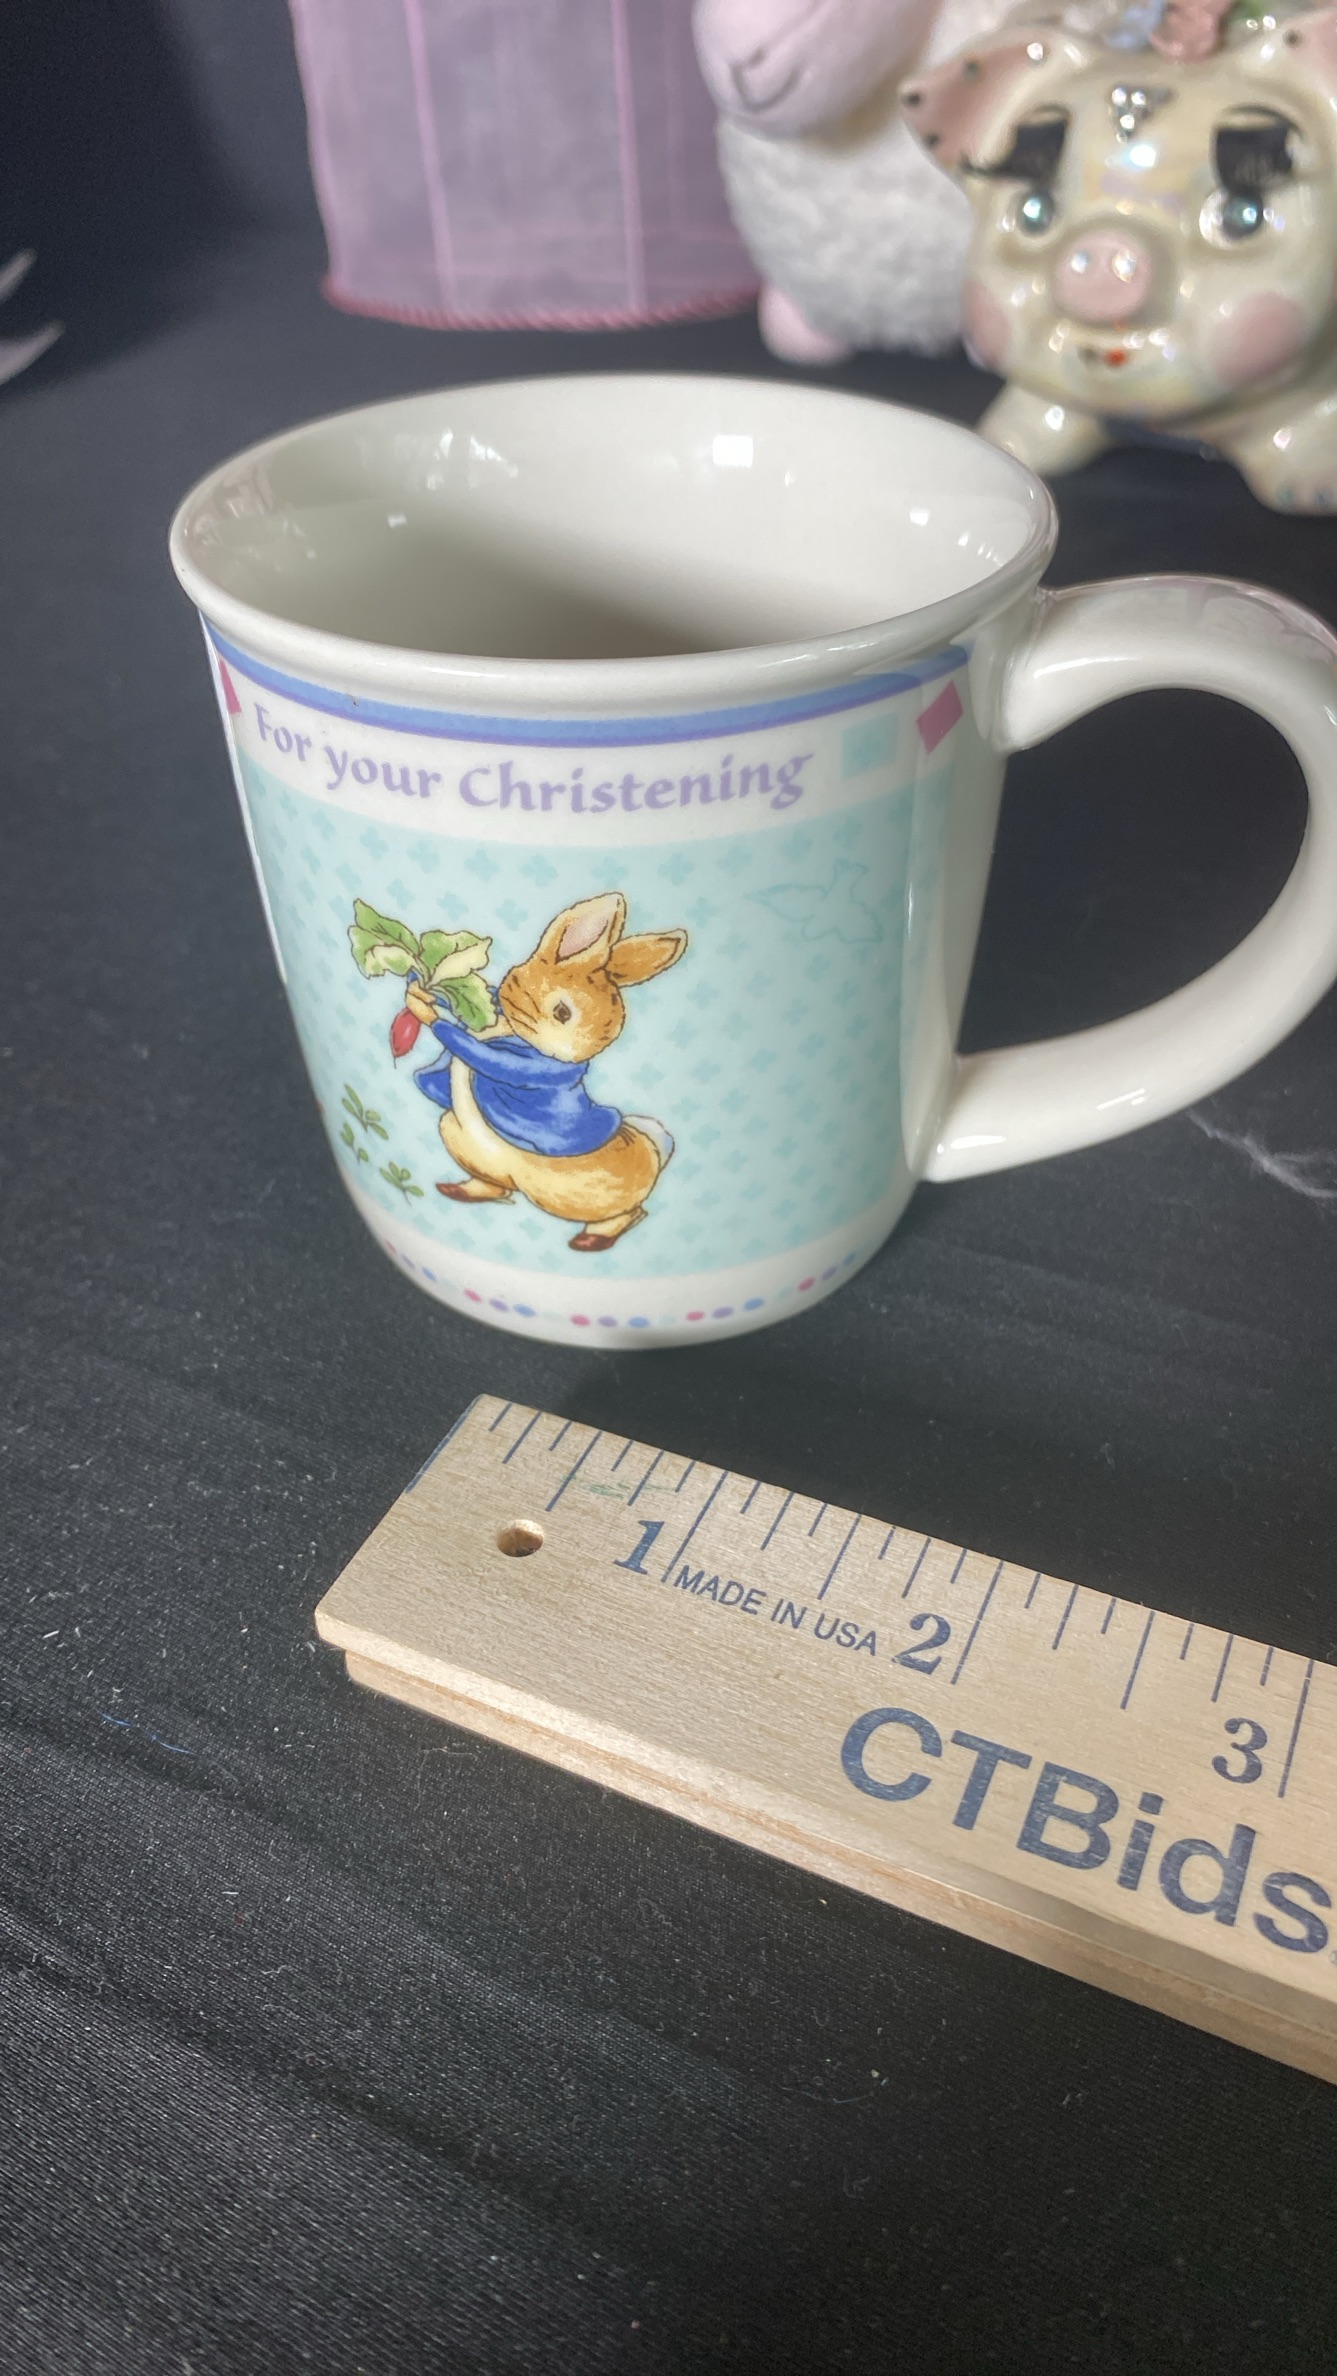 For your Christening
1 MADE IN USA 2 3
CTBids.